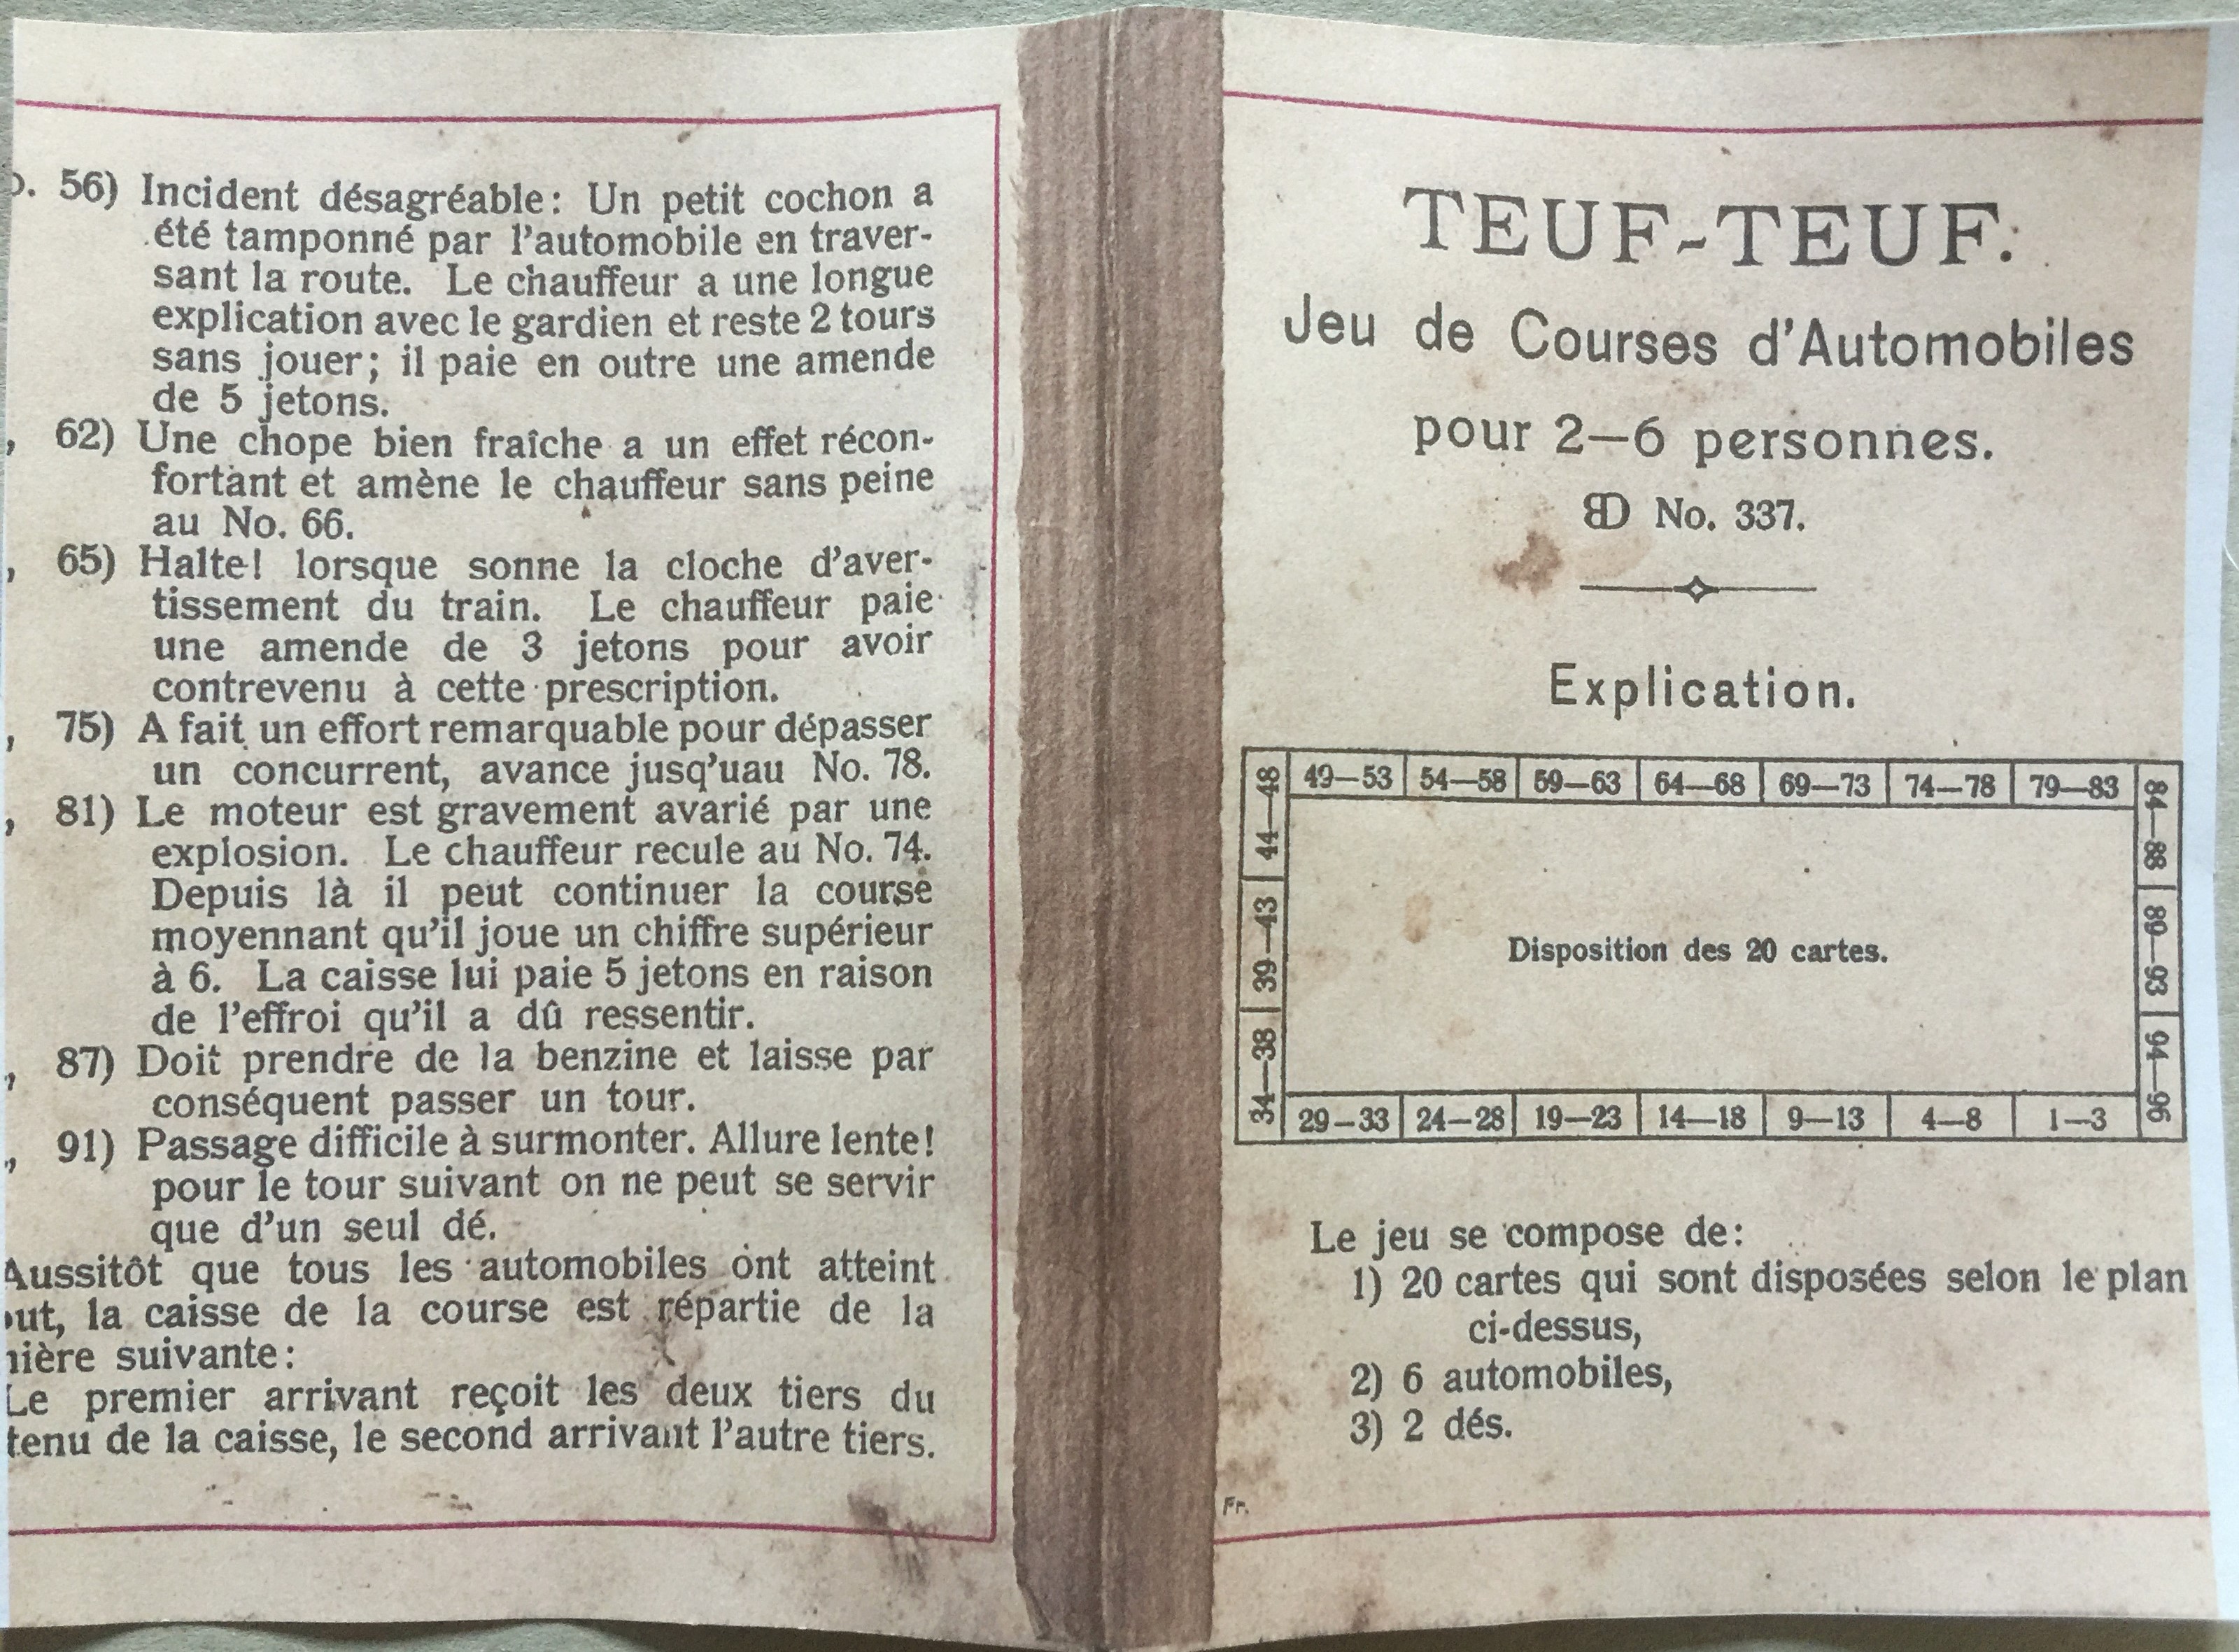 56) Incident désagréable: Un petit cochon a
été tamponné par l'automobile en traver-
sant la route. Le chauffeur a une longue
explication avec le gardien et reste 2 tours
sans jouer; il paie en outre une amende
de 5 jetons.
62) Une chope bien fraîche a un effet récon-
fortant et amène le chauffeur sans peine
au No. 66.
65) Halte! lorsque sonne la cloche d'aver-
tissement du train. Le chauffeur paie
une amende de 3 jetons pour avoir
contrevenu à cette prescription.
75) A fait un effort remarquable pour dépasser
un concurrent, avance jusq'uau No. 78.
81) Le moteur est gravement avarié par une
explosion. Le chauffeur recule au No. 74.
Depuis là il peut continuer la course
moyennant qu'il joue un chiffre supérieur
à 6. La caisse lui paie 5 jetons en raison
de l'effroi qu'il a dû ressentir.
87) Doit prendre de la benzine et laisse par
conséquent passer un tour.
91) Passage difficile à surmonter. Allure lente!
pour le tour suivant on ne peut se servir
que d'un seul dé.
Aussitôt que tous les automobiles ont atteint
out, la caisse de la course est répartie de la
nière suivante:
Le premier arrivant reçoit les deux tiers du
tenu de la caisse, le second arrivant l'autre tiers.
TEUF-TEUF.
Jeu de Courses d'Automobiles
pour 2—6 personnes.
No. 337.
Explication.
44—48
49—53 54—58 59—63 64—68 69—73 74—78 79—83
84—88
39—43
Disposition des 20 cartes.
89—93
34—38
29—33 24—28 19—23 14—18 9—13 4—8 1—3
94—96
Le jeu se compose de:
1) 20 cartes qui sont disposées selon le plan
ci-dessus,
2) 6 automobiles,
3) 2 dés.
Fr.